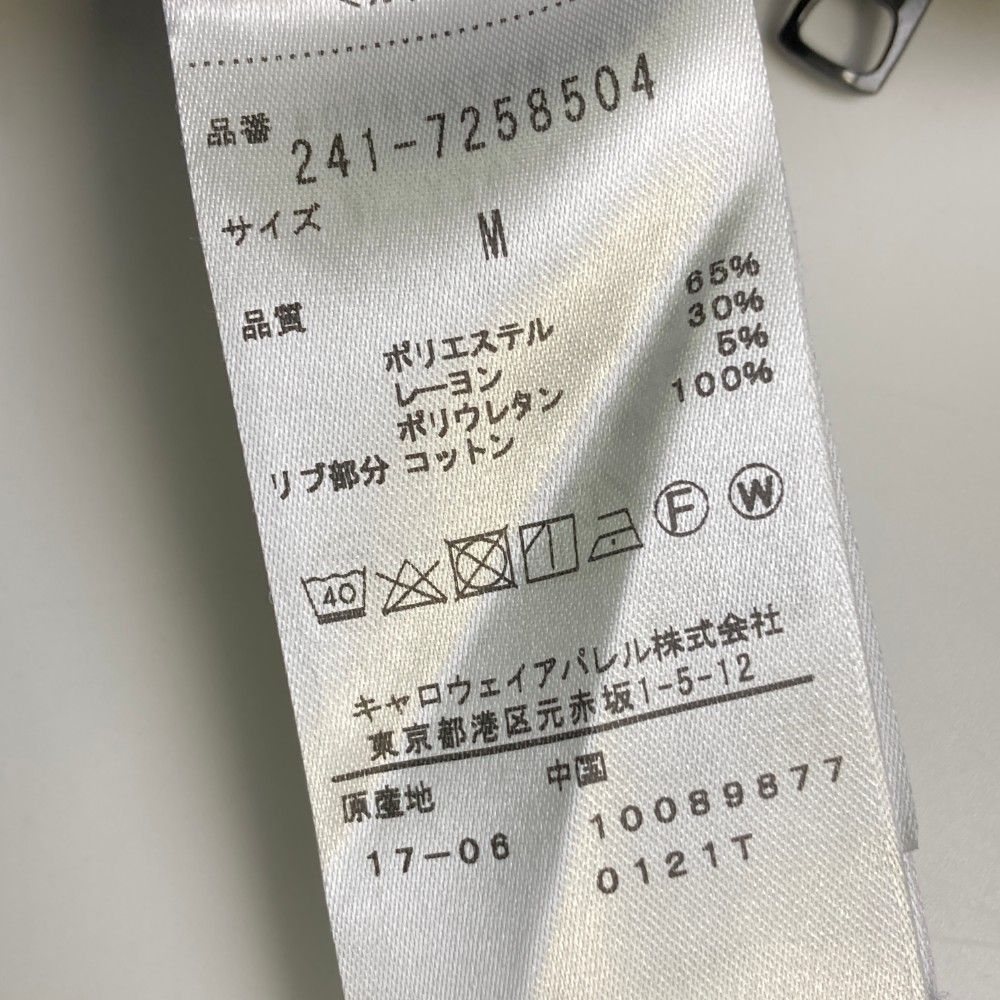 品番 241-7258504
サイズ M
品質
ポリエステル 65%
レーヨン 30%
ポリウレタン 5%
リブ部分 コットン 100%
40 F W
キャロウェイアパレル株式会社
東京都港区元赤坂1-5-12
原産地 中国
17-06 10089877
0121T